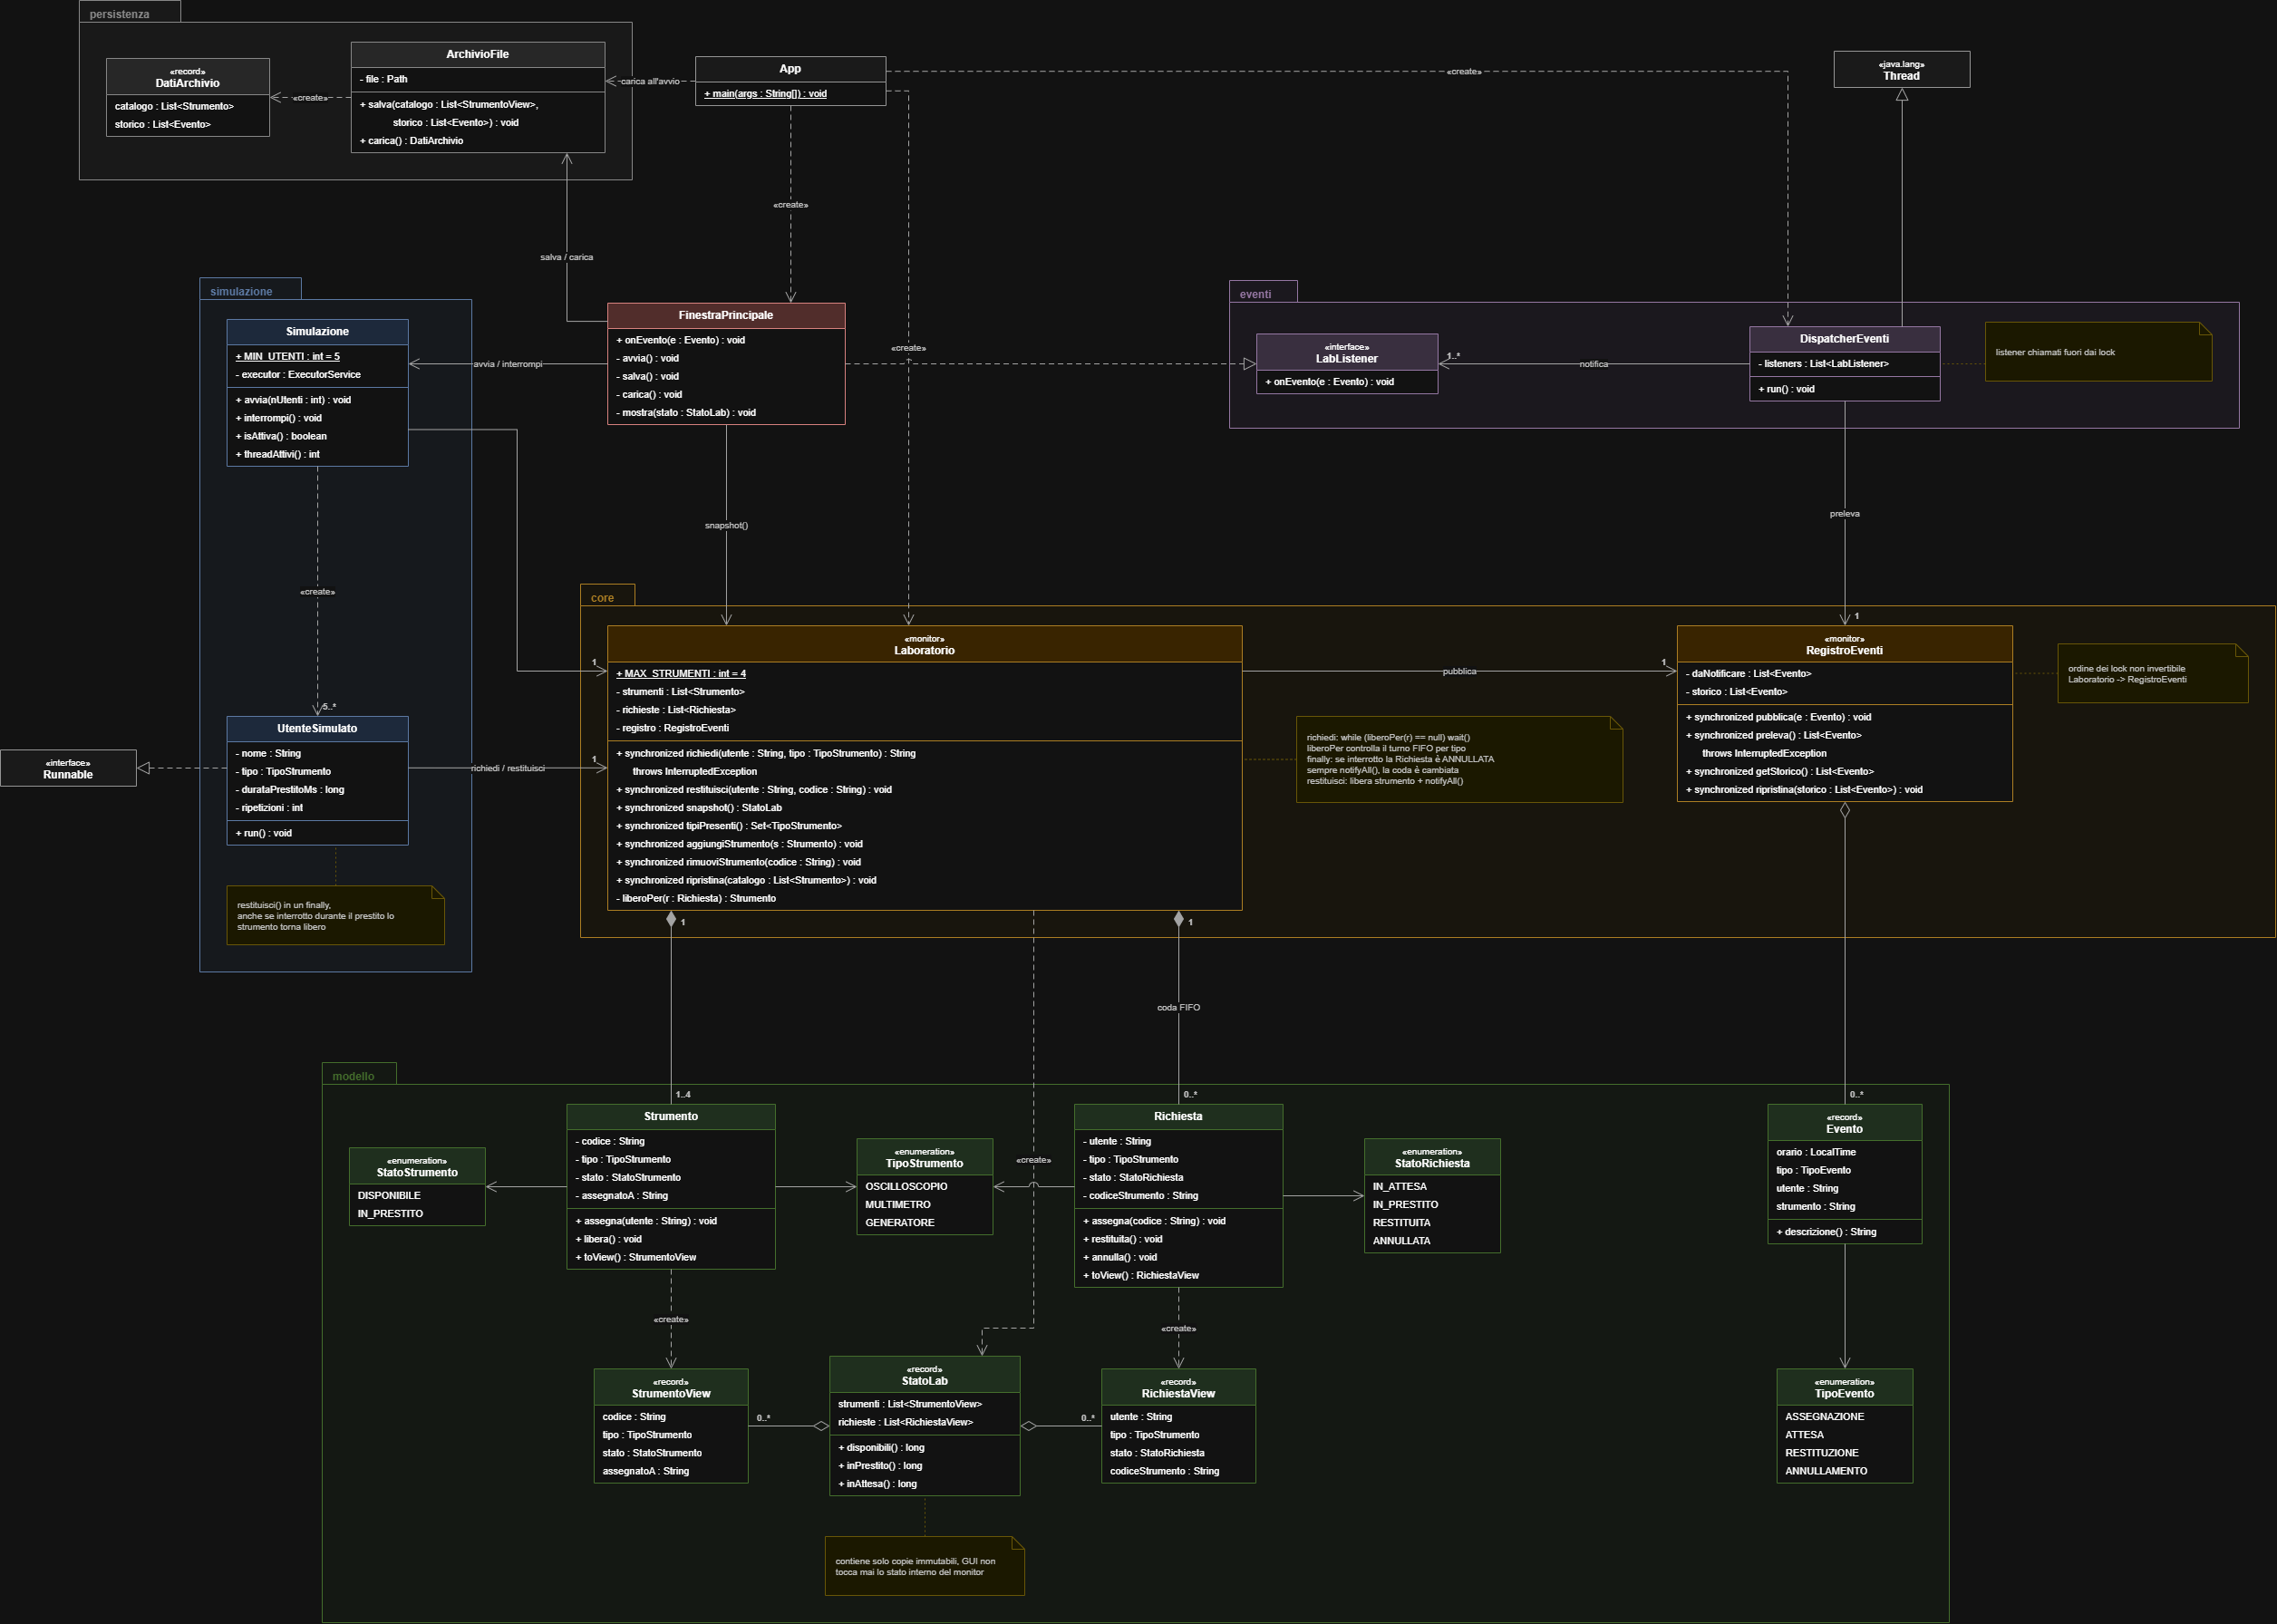 persistenza
«record»
DatiArchivio
catalogo : List<Strumento>
storico : List<Evento>
«create»
ArchivioFile
- file : Path
+ salva(catalogo : List<StrumentoView>,
storico : List<Evento>) : void
+ carica() : DatiArchivio
carica all'avvio
App
+ main(args : String[]) : void
«create»
«java.lang»
Thread
«create»
salva / carica
simulazione
Simulazione
+ MIN_UTENTI : int = 5
- executor : ExecutorService
+ avvia(nUtenti : int) : void
+ interrompi() : void
+ isAttiva() : boolean
+ threadAttivi() : int
avvia / interrompi
FinestraPrincipale
+ onEvento(e : Evento) : void
- avvia() : void
- salva() : void
- carica() : void
- mostra(stato : StatoLab) : void
«create»
eventi
«interface»
LabListener
+ onEvento(e : Evento) : void
1..*
notifica
DispatcherEventi
- listeners : List<LabListener>
+ run() : void
listener chiamati fuori dai lock
snapshot()
preleva
«create»
5..*
UtenteSimulato
- nome : String
- tipo : TipoStrumento
- durataPrestitoMs : long
- ripetizioni : int
+ run() : void
«interface»
Runnable
richiedi / restituisci
restituisci() in un finally,
anche se interrotto durante il prestito lo
strumento torna libero
core
1
1
«monitor»
Laboratorio
+ MAX_STRUMENTI : int = 4
- strumenti : List<Strumento>
- richieste : List<Richiesta>
- registro : RegistroEventi
+ synchronized richiedi(utente : String, tipo : TipoStrumento) : String
throws InterruptedException
+ synchronized restituisci(utente : String, codice : String) : void
+ synchronized snapshot() : StatoLab
+ synchronized tipiPresenti() : Set<TipoStrumento>
+ synchronized aggiungiStrumento(s : Strumento) : void
+ synchronized rimuoviStrumento(codice : String) : void
+ synchronized ripristina(catalogo : List<Strumento>) : void
- liberoPer(r : Richiesta) : Strumento
pubblica
1
richiedi: while (liberoPer(r) == null) wait()
liberoPer controlla il turno FIFO per tipo
finally: se interrotto la Richiesta è ANNULLATA
sempre notifyAll(), la coda è cambiata
restituisci: libera strumento + notifyAll()
1
«monitor»
RegistroEventi
- daNotificare : List<Evento>
- storico : List<Evento>
+ synchronized pubblica(e : Evento) : void
+ synchronized preleva() : List<Evento>
throws InterruptedException
+ synchronized getStorico() : List<Evento>
+ synchronized ripristina(storico : List<Evento>) : void
ordine dei lock non invertibile
Laboratorio -> RegistroEventi
1
1
coda FIFO
modello
1..4
0..*
0..*
«enumeration»
StatoStrumento
DISPONIBILE
IN_PRESTITO
Strumento
- codice : String
- tipo : TipoStrumento
- stato : StatoStrumento
- assegnatoA : String
+ assegna(utente : String) : void
+ libera() : void
+ toView() : StrumentoView
«enumeration»
TipoStrumento
OSCILLOSCOPIO
MULTIMETRO
GENERATORE
«create»
Richiesta
- utente : String
- tipo : TipoStrumento
- stato : StatoRichiesta
- codiceStrumento : String
+ assegna(codice : String) : void
+ restituita() : void
+ annulla() : void
+ toView() : RichiestaView
«enumeration»
StatoRichiesta
IN_ATTESA
IN_PRESTITO
RESTITUITA
ANNULLATA
«record»
Evento
orario : LocalTime
tipo : TipoEvento
utente : String
strumento : String
+ descrizione() : String
«create»
«create»
«record»
StrumentoView
codice : String
tipo : TipoStrumento
stato : StatoStrumento
assegnatoA : String
0..*
«record»
StatoLab
strumenti : List<StrumentoView>
richieste : List<RichiestaView>
+ disponibili() : long
+ inPrestito() : long
+ inAttesa() : long
0..*
«record»
RichiestaView
utente : String
tipo : TipoStrumento
stato : StatoRichiesta
codiceStrumento : String
«enumeration»
TipoEvento
ASSEGNAZIONE
ATTESA
RESTITUZIONE
ANNULLAMENTO
contiene solo copie immutabili, GUI non
tocca mai lo stato interno del monitor